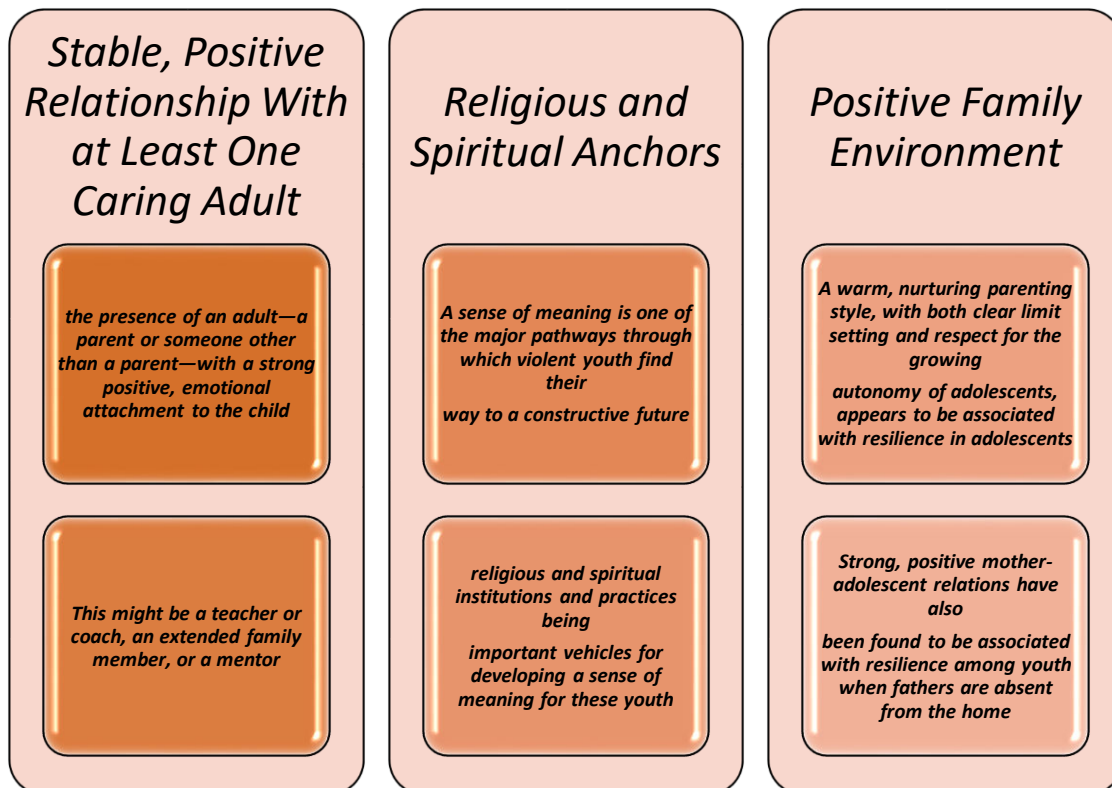 Stable, Positive
Relationship With
at Least One
Caring Adult
the presence of an adult—a
parent or someone other
than a parent—with a strong
positive, emotional
attachment to the child
This might be a teacher or
coach, an extended family
member, or a mentor
Religious and
Spiritual Anchors
A sense of meaning is one of
the major pathways through
which violent youth find
their
way to a constructive future
religious and spiritual
institutions and practices
being
important vehicles for
developing a sense of
meaning for these youth
Positive Family
Environment
A warm, nurturing parenting
style, with both clear limit
setting and respect for the
growing
autonomy of adolescents,
appears to be associated
with resilience in adolescents
Strong, positive mother-
adolescent relations have
also
been found to be associated
with resilience among youth
when fathers are absent
from the home